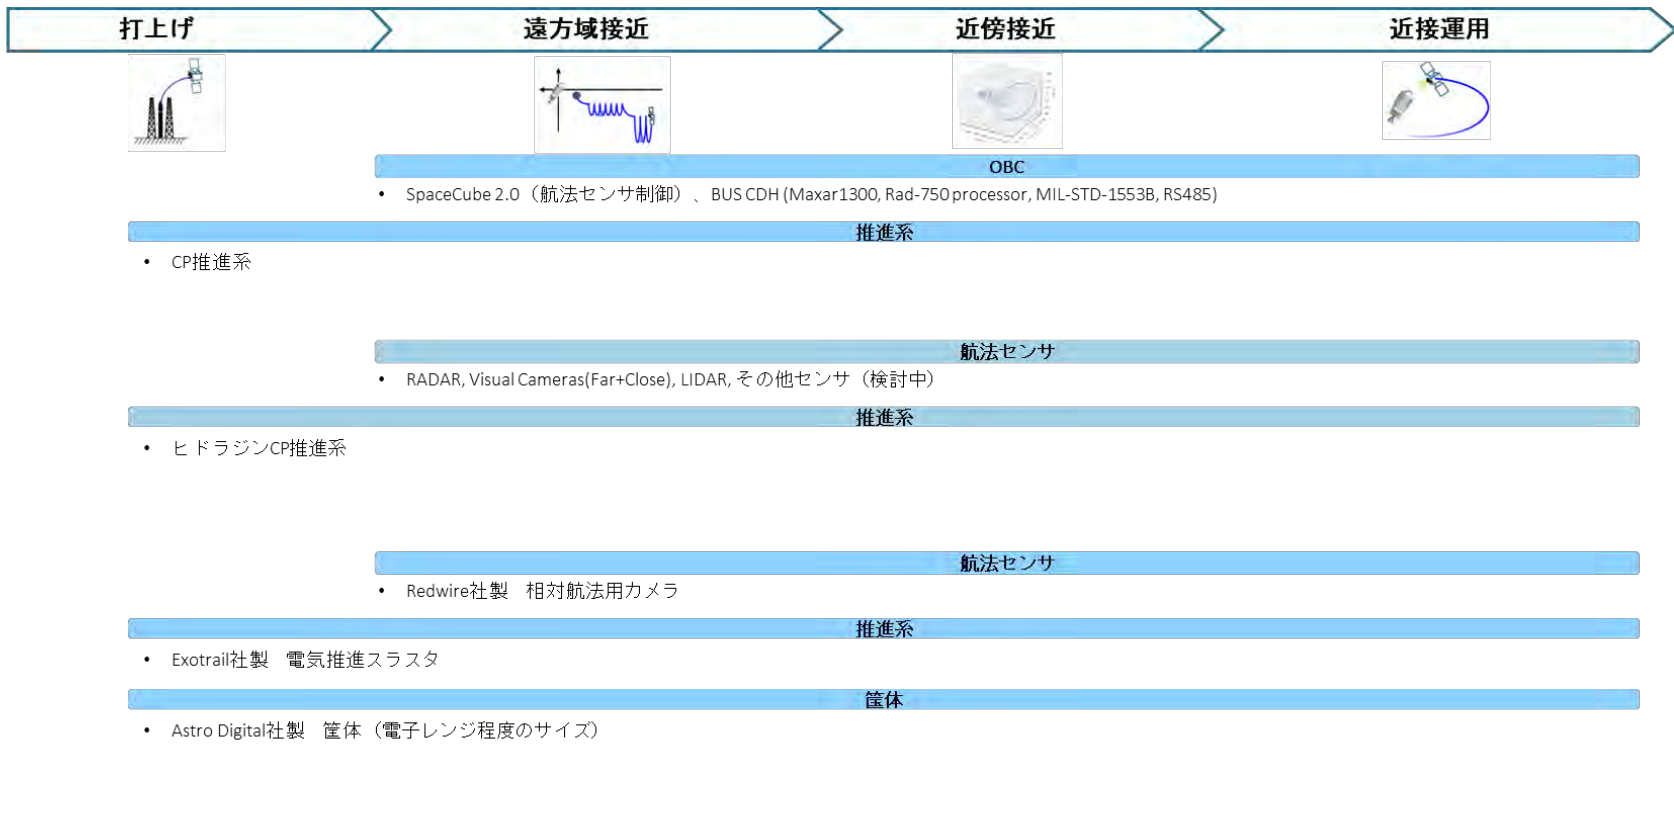 打上げ
遠方域接近
近傍接近
近接運用
OBC
• SpaceCube 2.0（航法センサ制御）、BUS CDH (Maxar1300, Rad-750 processor, MIL-STD-1553B, RS485)
推進系
• CP推進系
航法センサ
• RADAR, Visual Cameras(Far+Close), LIDAR, その他センサ（検討中）
推進系
• ヒドラジンCP推進系
航法センサ
• Redwire社製　相対航法用カメラ
推進系
• Exotrail社製　電気推進スラスタ
筐体
• Astro Digital社製　筐体（電子レンジ程度のサイズ）